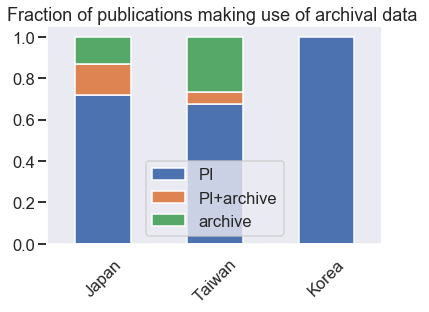 Fraction of publications making use of archival data
1.0
0.8
0.6
0.4
0.2
0.0
PI
PI+archive
archive
Japan
Taiwan
Korea